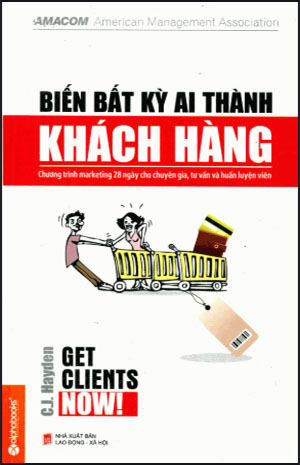 AMACOM American Management Association
BIẾN BẤT KỲ AI THÀNH
KHÁCH HÀNG
Chương trình marketing 28 ngày cho chuyên gia, tư vấn và huấn luyện viên
C.J. Hayden
GET
CLIENTS
NOW!
alphabooks
NHÀ XUẤT BẢN
LAO ĐỘNG - XÃ HỘI